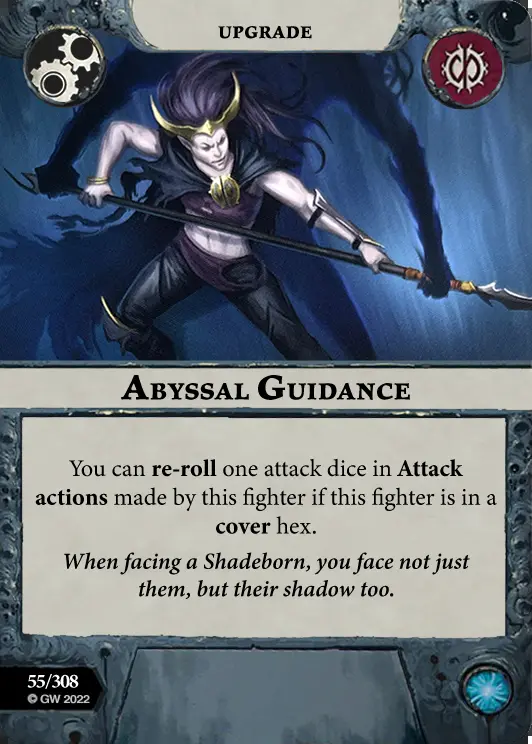 UPGRADE
ABYSSAL GUIDANCE
You can re-roll one attack dice in Attack
actions made by this fighter if this fighter is in a
cover hex.
When facing a Shadeborn, you face not just
them, but their shadow too.
55/308
© GW 2022